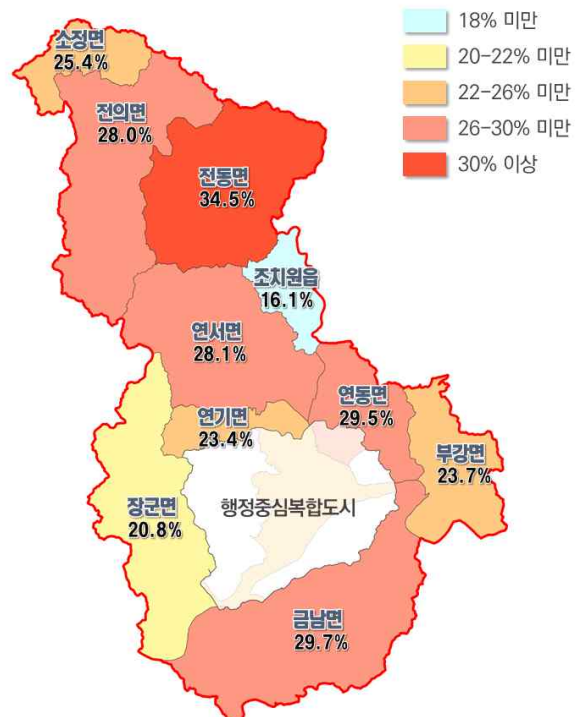 18% 미만
20-22% 미만
22-26% 미만
26-30% 미만
30% 이상
소정면
25.4%
전의면
28.0%
전동면
34.5%
조치원읍
16.1%
연서면
28.1%
연동면
29.5%
연기면
23.4%
부강면
23.7%
장군면
20.8%
행정중심복합도시
금남면
29.7%